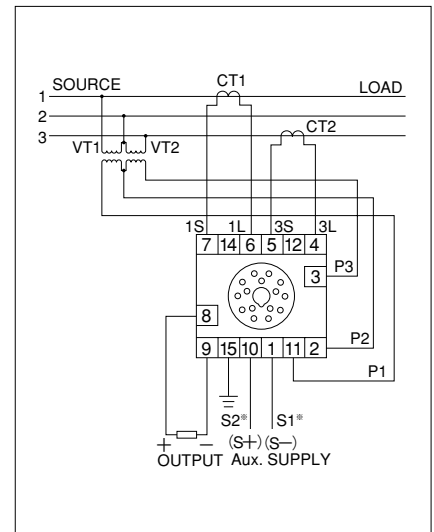 SOURCE CT1 LOAD
1
2
3 CT2
VT1 VT2
1S 1L 3S 3L
7 14 6 5 12 4
3 P3
8
9 15 10 1 11 2 P2
P1
S2※ S1※
+ − (S+) (S−)
OUTPUT Aux. SUPPLY